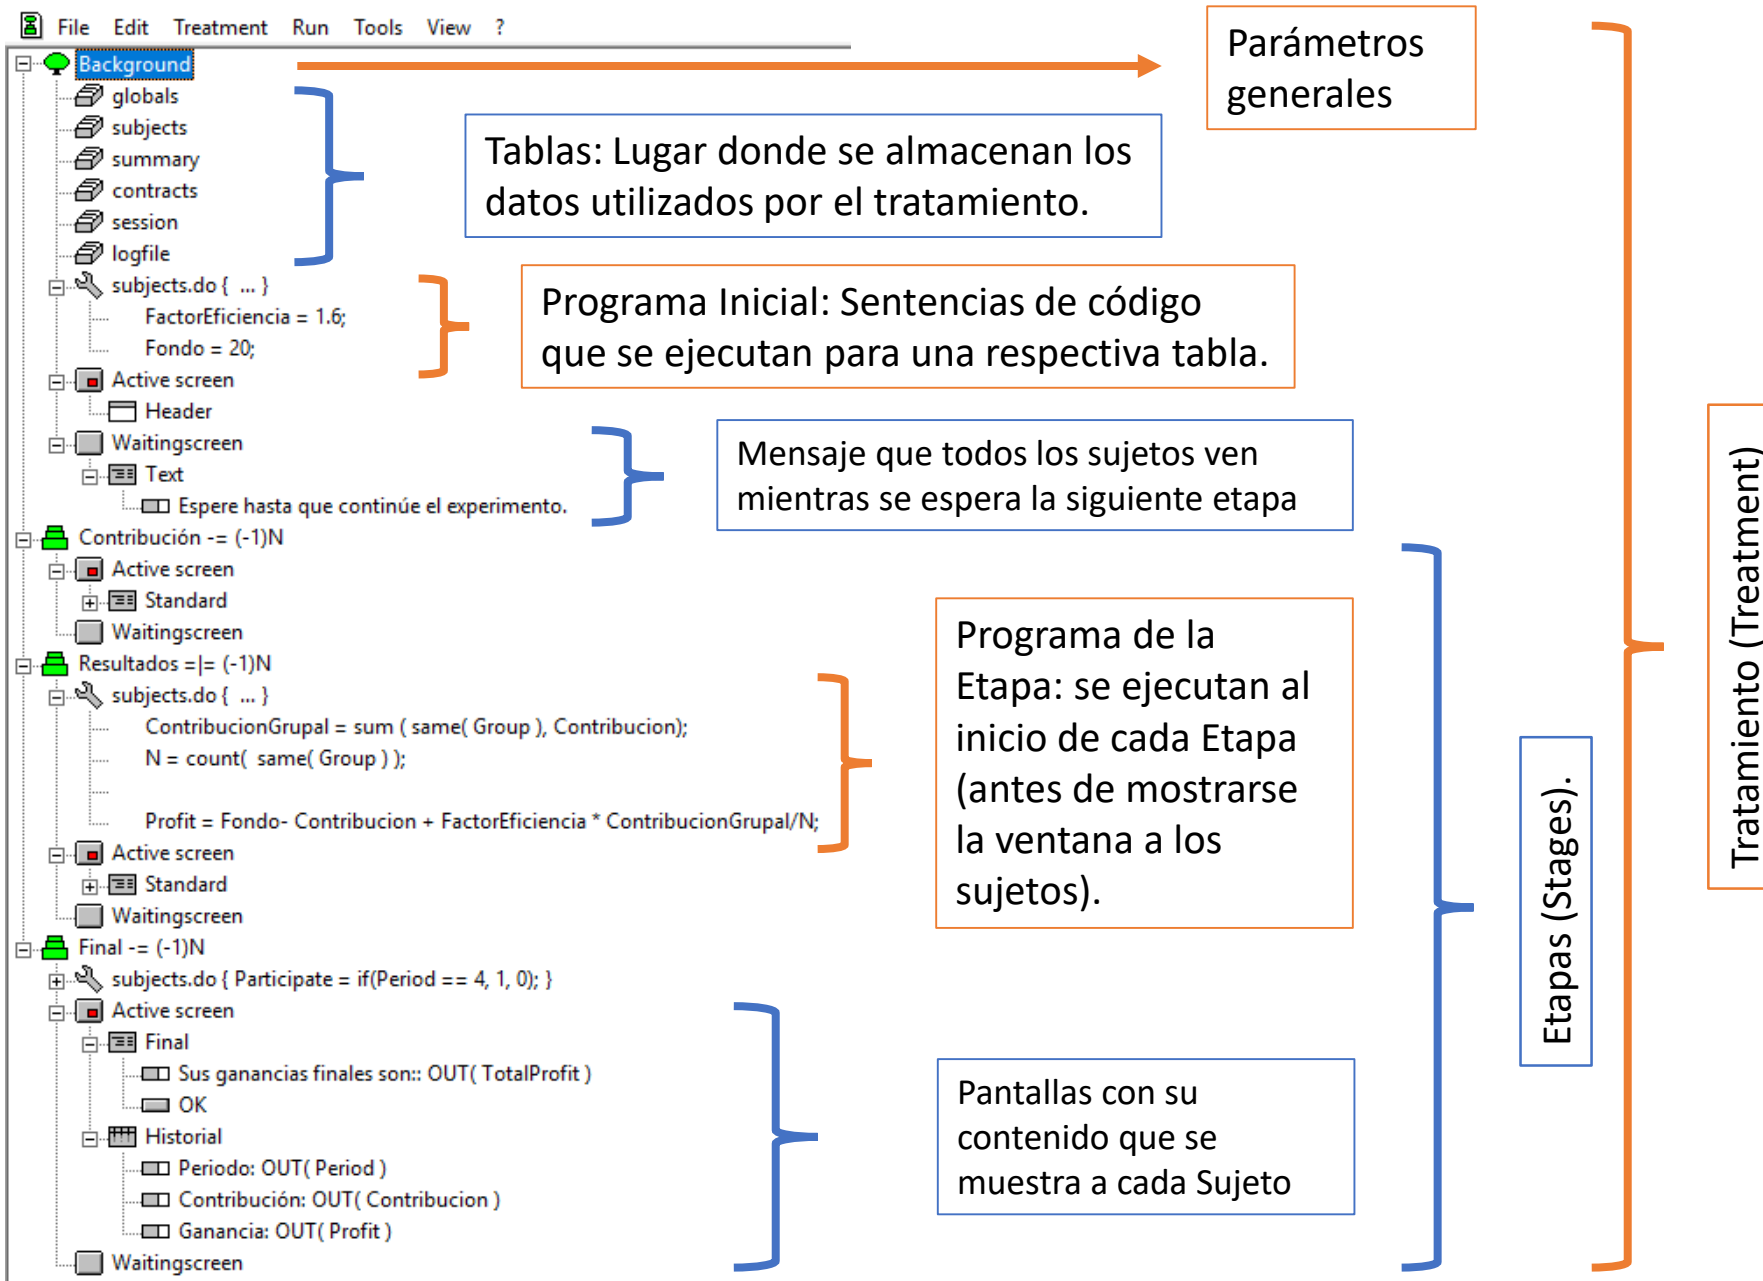 File Edit Treatment Run Tools View ?
Background
globals
subjects
summary
contracts
session
logfile
subjects.do { ... }
FactorEficiencia = 1.6;
Fondo = 20;
Active screen
Header
Waitingscreen
Text
Espere hasta que continúe el experimento.
Contribución -= (-1)N
Active screen
Standard
Waitingscreen
Resultados =|= (-1)N
subjects.do { ... }
ContribucionGrupal = sum ( same( Group ), Contribucion);
N = count( same( Group ) );
Profit = Fondo- Contribucion + FactorEficiencia * ContribucionGrupal/N;
Active screen
Standard
Waitingscreen
Final -= (-1)N
subjects.do { Participate = if(Period == 4, 1, 0); }
Active screen
Final
Sus ganancias finales son:: OUT( TotalProfit )
OK
Historial
Periodo: OUT( Period )
Contribución: OUT( Contribucion )
Ganancia: OUT( Profit )
Waitingscreen
Parámetros
generales
Tablas: Lugar donde se almacenan los
datos utilizados por el tratamiento.
Programa Inicial: Sentencias de código
que se ejecutan para una respectiva tabla.
Mensaje que todos los sujetos ven
mientras se espera la siguiente etapa
Programa de la
Etapa: se ejecutan al
inicio de cada Etapa
(antes de mostrarse
la ventana a los
sujetos).
Pantallas con su
contenido que se
muestra a cada Sujeto
Etapas (Stages).
Tratamiento (Treatment)